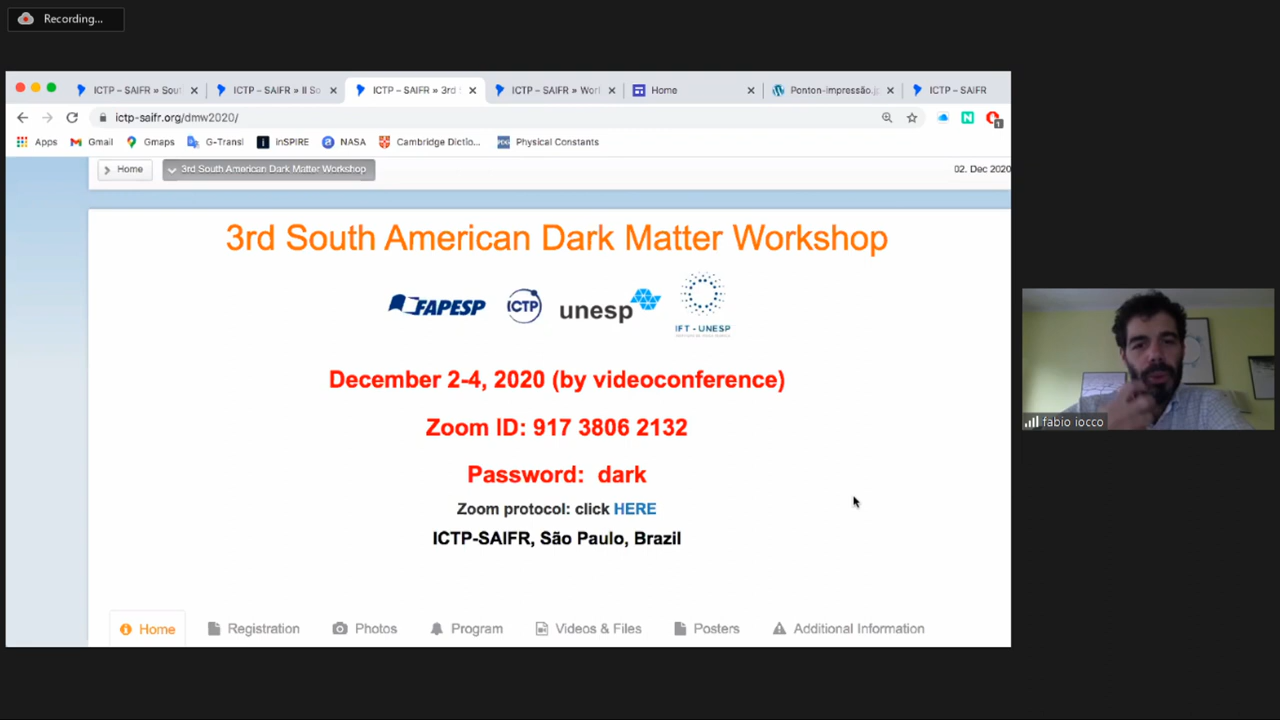 Recording...
ICTP – SAIFR » Sout
ICTP – SAIFR » II So
ICTP – SAIFR » 3rd
ICTP – SAIFR » Work
Home
Ponton-impressão.j
ICTP – SAIFR
ictp-saifr.org/dmw2020/
Apps
Gmail
Gmaps
G-Transl
InSPIRE
NASA
Cambridge Dictio...
PDG
Physical Constants
Home
3rd South American Dark Matter Workshop
02. Dec 2020
3rd South American Dark Matter Workshop
FAPESP
ICTP
unesp
IFT - UNESP
December 2-4, 2020 (by videoconference)
Zoom ID: 917 3806 2132
Password: dark
Zoom protocol: click HERE
ICTP-SAIFR, São Paulo, Brazil
Home
Registration
Photos
Program
Videos & Files
Posters
Additional Information
fabio iocco